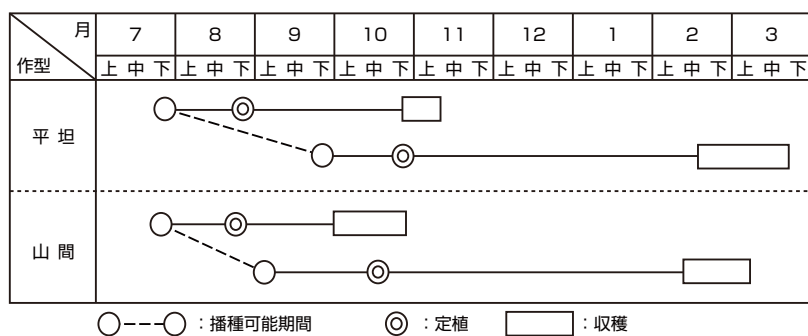 月 7 8 9 10 11 12 1 2 3
作型 上 中 下 上 中 下 上 中 下 上 中 下 上 中 下 上 中 下 上 中 下 上 中 下 上 中 下
平 坦
山 間
：播種可能期間 ：定植 ：収穫